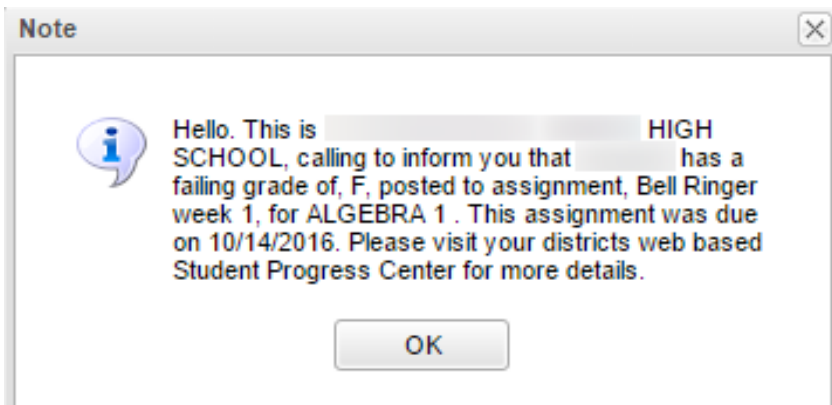 Note
Hello. This is HIGH
SCHOOL, calling to inform you that has a
failing grade of, F, posted to assignment, Bell Ringer
week 1, for ALGEBRA 1 . This assignment was due
on 10/14/2016. Please visit your districts web based
Student Progress Center for more details.
OK